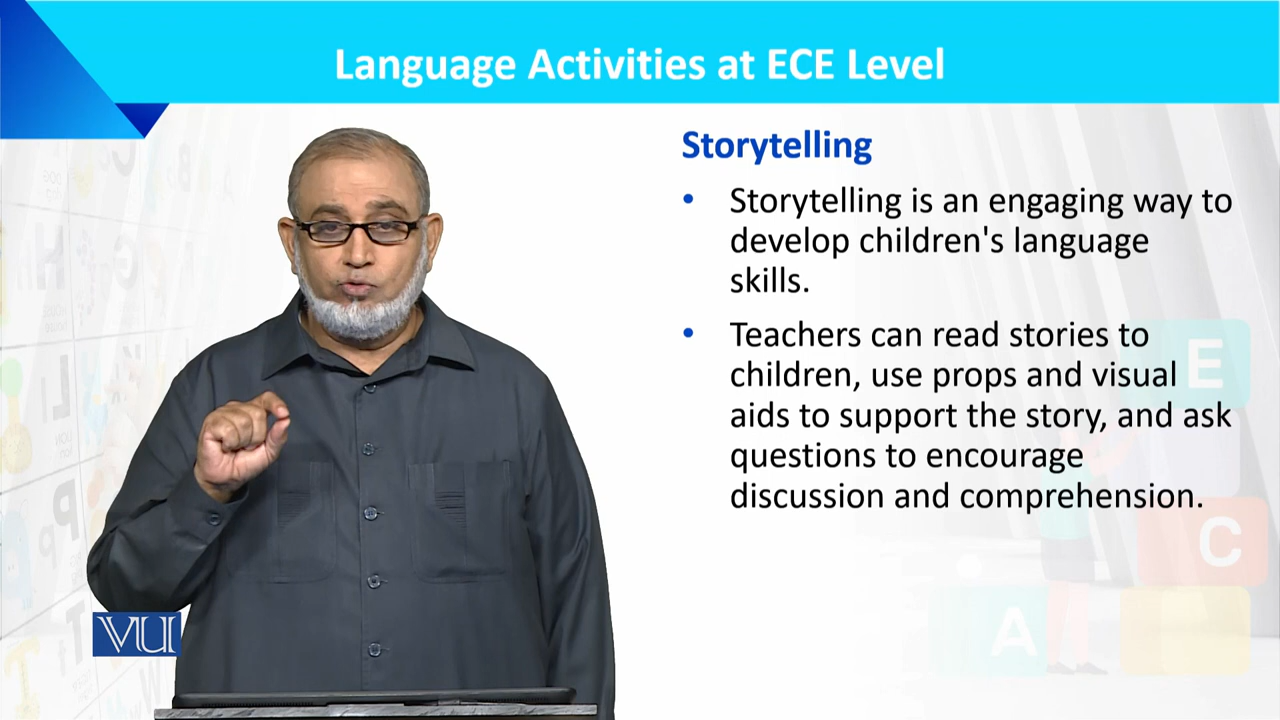 Language Activities at ECE Level
Storytelling
• Storytelling is an engaging way to
develop children's language
skills.
• Teachers can read stories to
children, use props and visual
aids to support the story, and ask
questions to encourage
discussion and comprehension.
VU
E
C
A